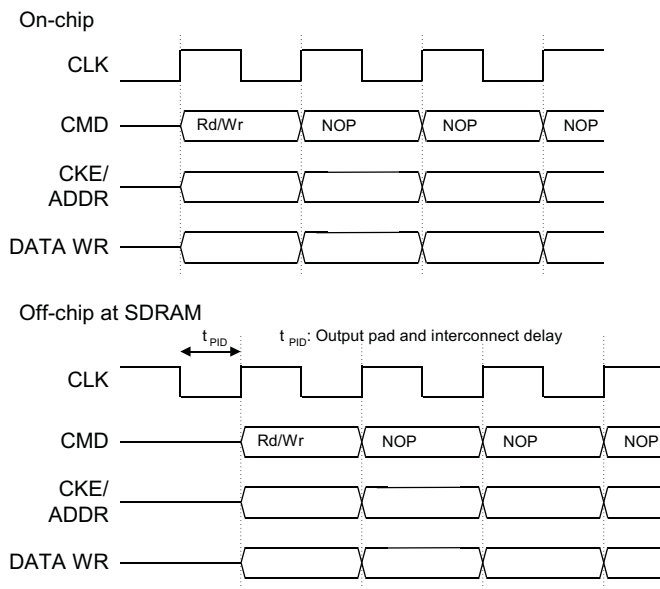 On-chip
CLK
CMD
Rd/Wr NOP NOP NOP
CKE/
ADDR
DATA WR
Off-chip at SDRAM
t PID t PID: Output pad and interconnect delay
CLK
CMD
Rd/Wr NOP NOP NOP
CKE/
ADDR
DATA WR